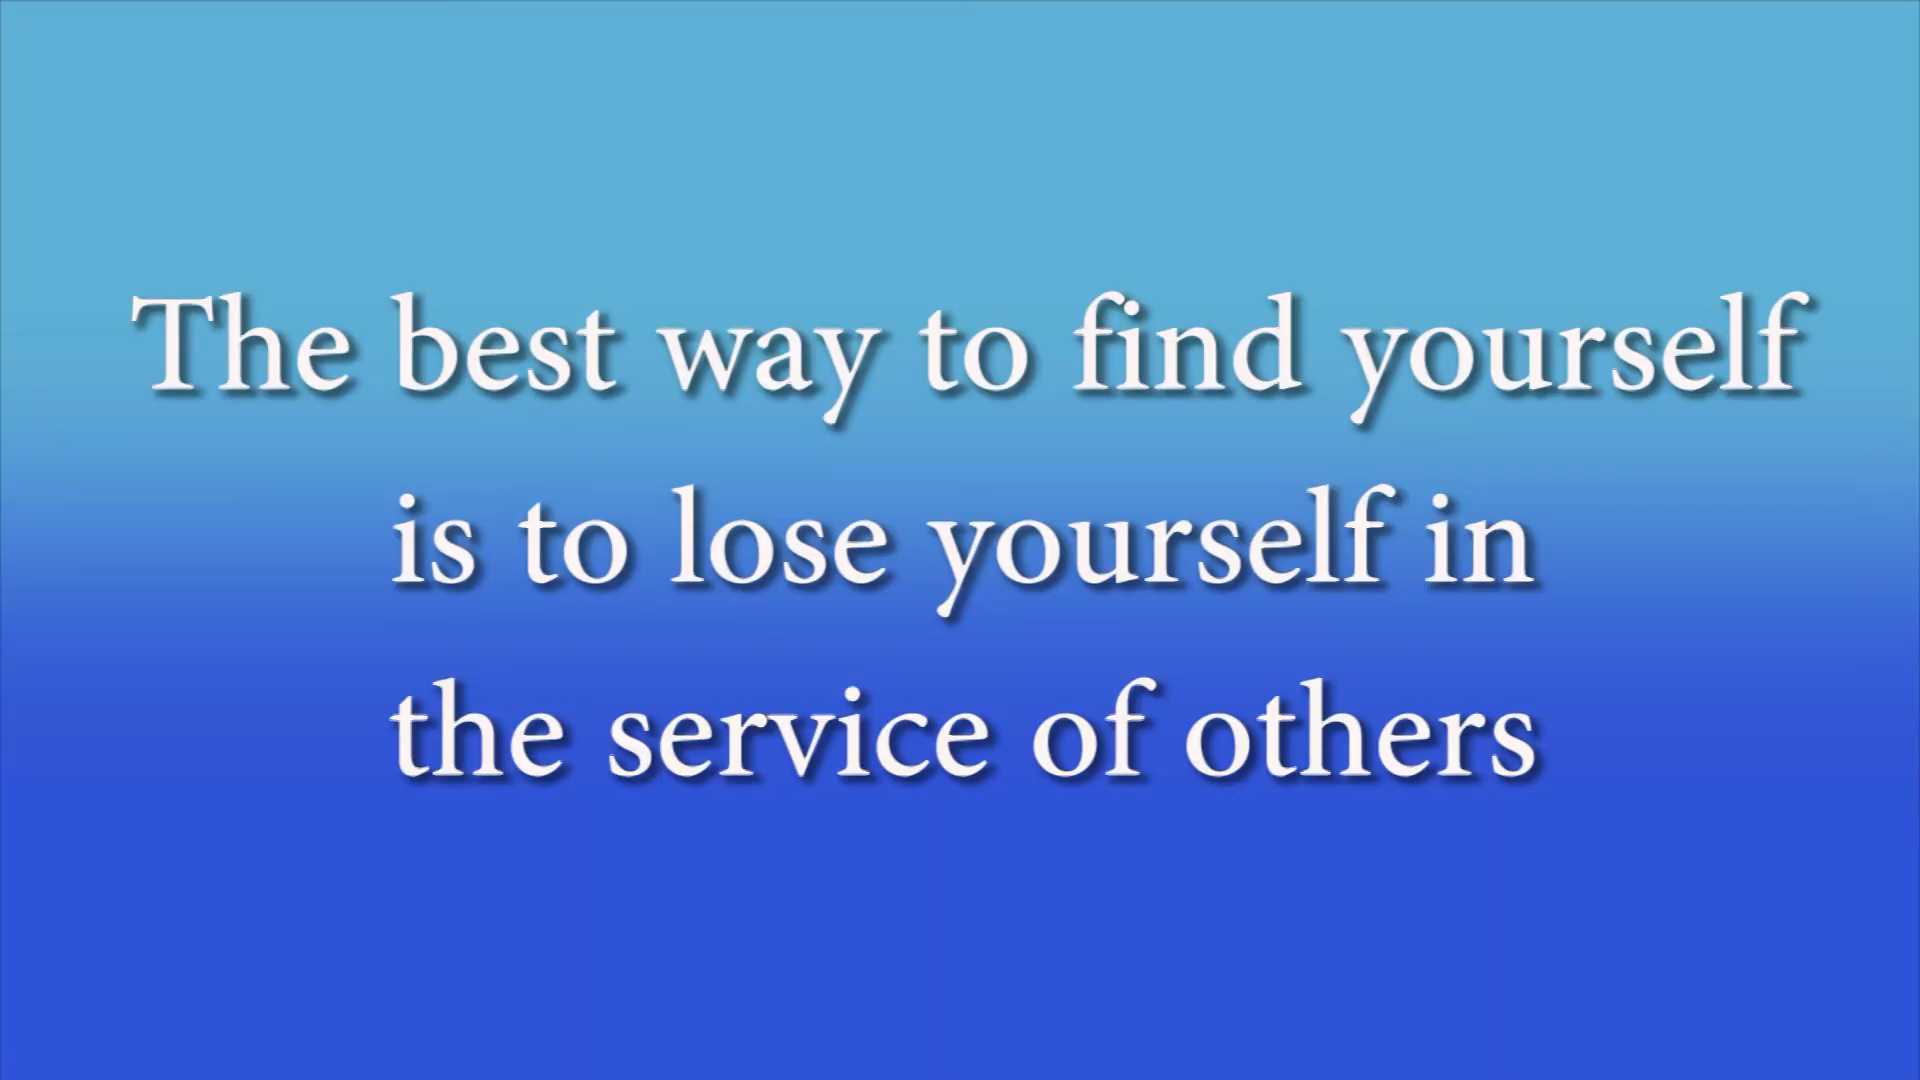 The best way to find yourself
is to lose yourself in
the service of others